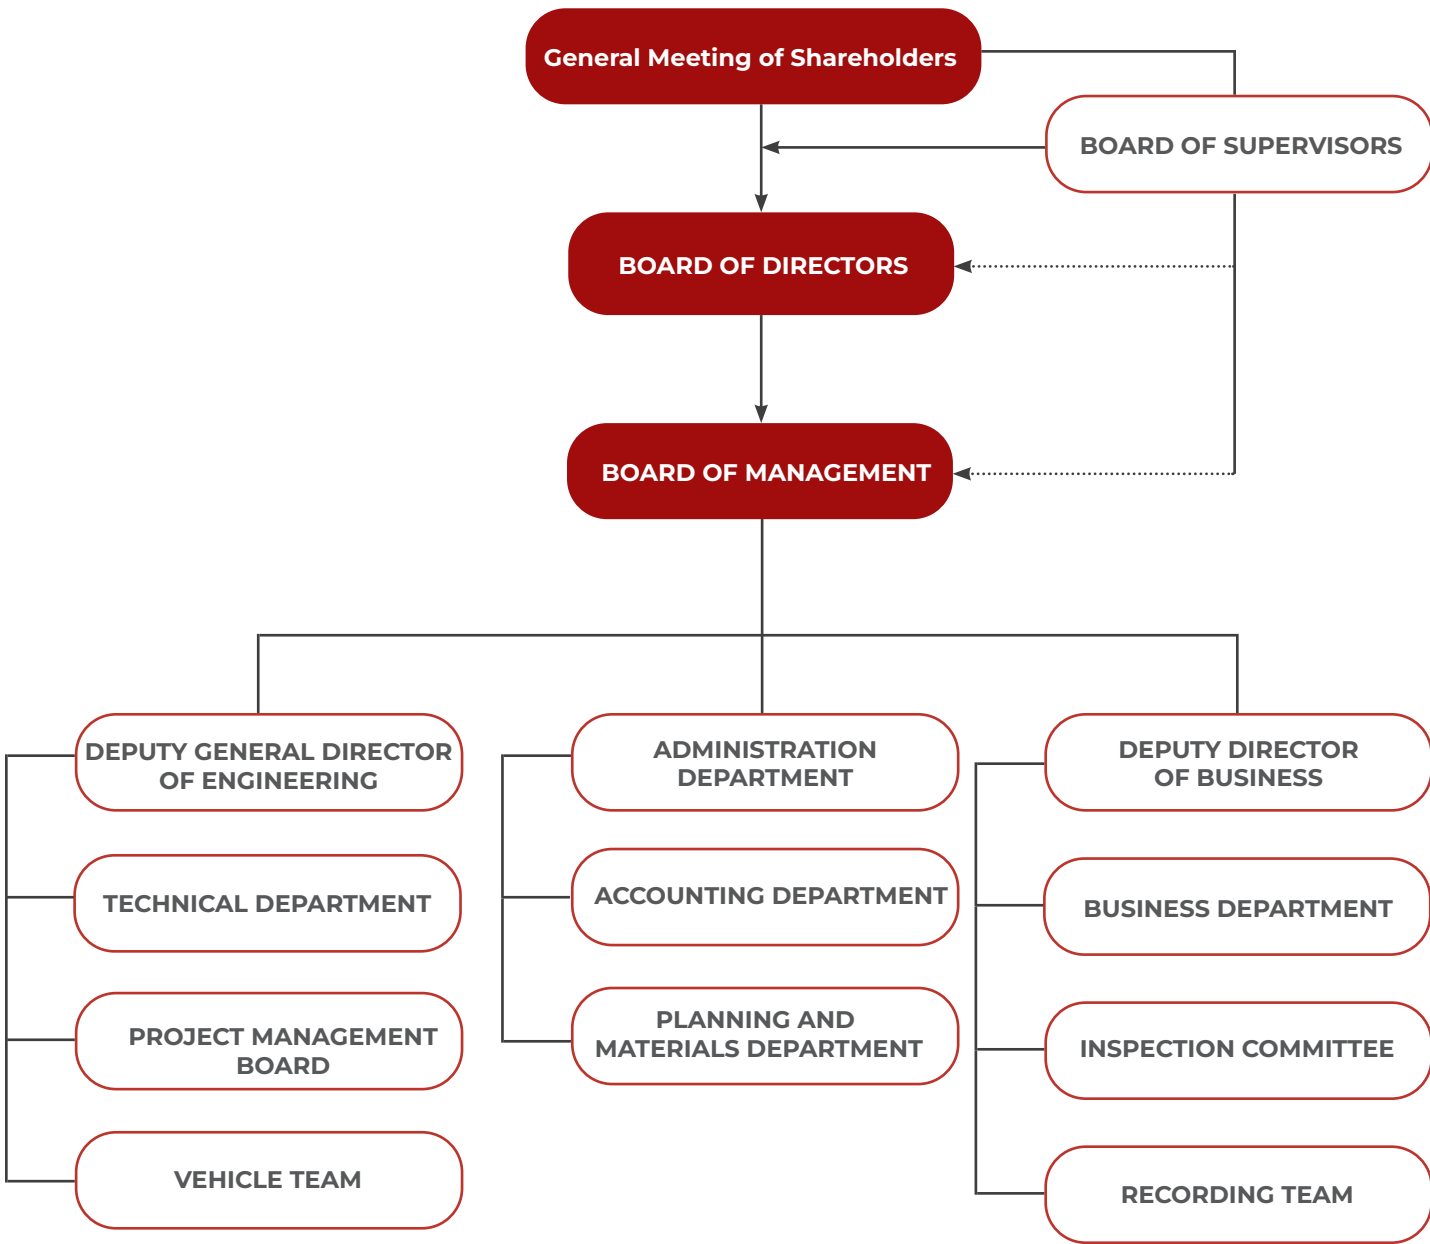 General Meeting of Shareholders
BOARD OF SUPERVISORS
BOARD OF DIRECTORS
BOARD OF MANAGEMENT
DEPUTY GENERAL DIRECTOR
OF ENGINEERING
TECHNICAL DEPARTMENT
PROJECT MANAGEMENT
BOARD
VEHICLE TEAM
ADMINISTRATION
DEPARTMENT
ACCOUNTING DEPARTMENT
PLANNING AND
MATERIALS DEPARTMENT
DEPUTY DIRECTOR
OF BUSINESS
BUSINESS DEPARTMENT
INSPECTION COMMITTEE
RECORDING TEAM